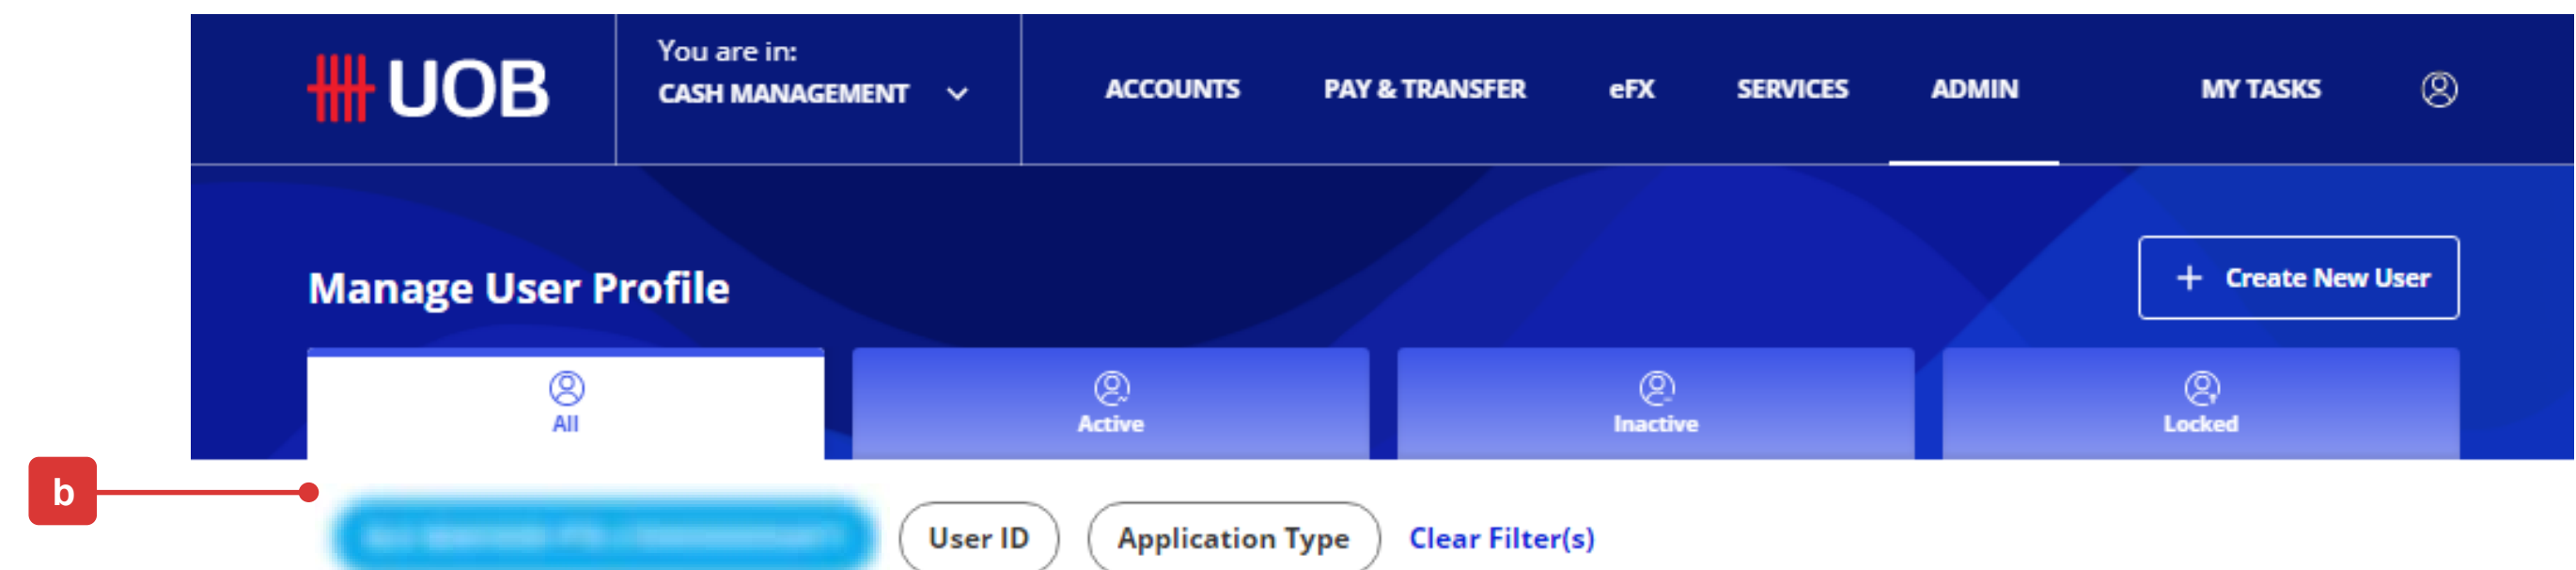 UOB
You are in:
CASH MANAGEMENT
ACCOUNTS
PAY & TRANSFER
eFX
SERVICES
ADMIN
MY TASKS
Manage User Profile
+ Create New User
All
Active
Inactive
Locked
b
User ID
Application Type
Clear Filter(s)